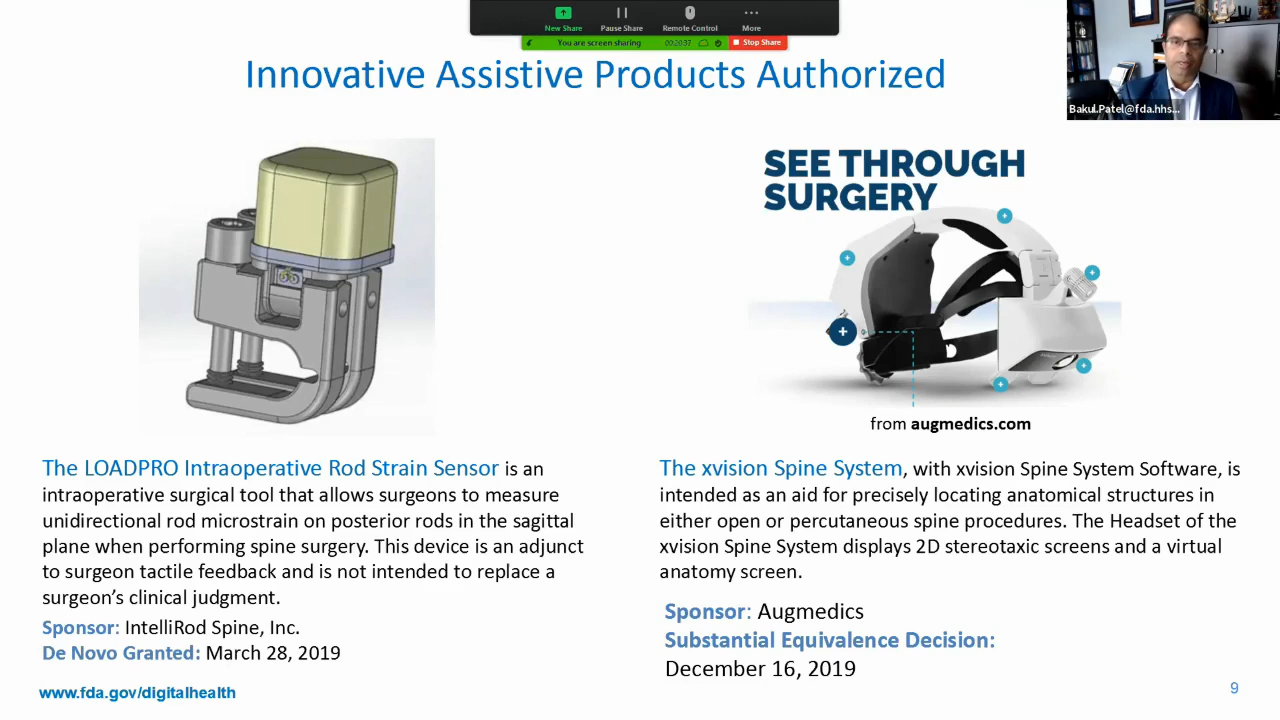 New Share
Pause Share
Remote Control
More
You are screen sharing
00:20:37
Stop Share
Innovative Assistive Products Authorized
Bakul.Patel@fda.hhs...
SEE THROUGH
SURGERY
from augmedics.com
The LOADPRO Intraoperative Rod Strain Sensor is an
intraoperative surgical tool that allows surgeons to measure
unidirectional rod microstrain on posterior rods in the sagittal
plane when performing spine surgery. This device is an adjunct
to surgeon tactile feedback and is not intended to replace a
surgeon’s clinical judgment.
Sponsor: IntelliRod Spine, Inc.
De Novo Granted: March 28, 2019
The xvision Spine System, with xvision Spine System Software, is
intended as an aid for precisely locating anatomical structures in
either open or percutaneous spine procedures. The Headset of the
xvision Spine System displays 2D stereotaxic screens and a virtual
anatomy screen.
Sponsor: Augmedics
Substantial Equivalence Decision:
December 16, 2019
www.fda.gov/digitalhealth
9